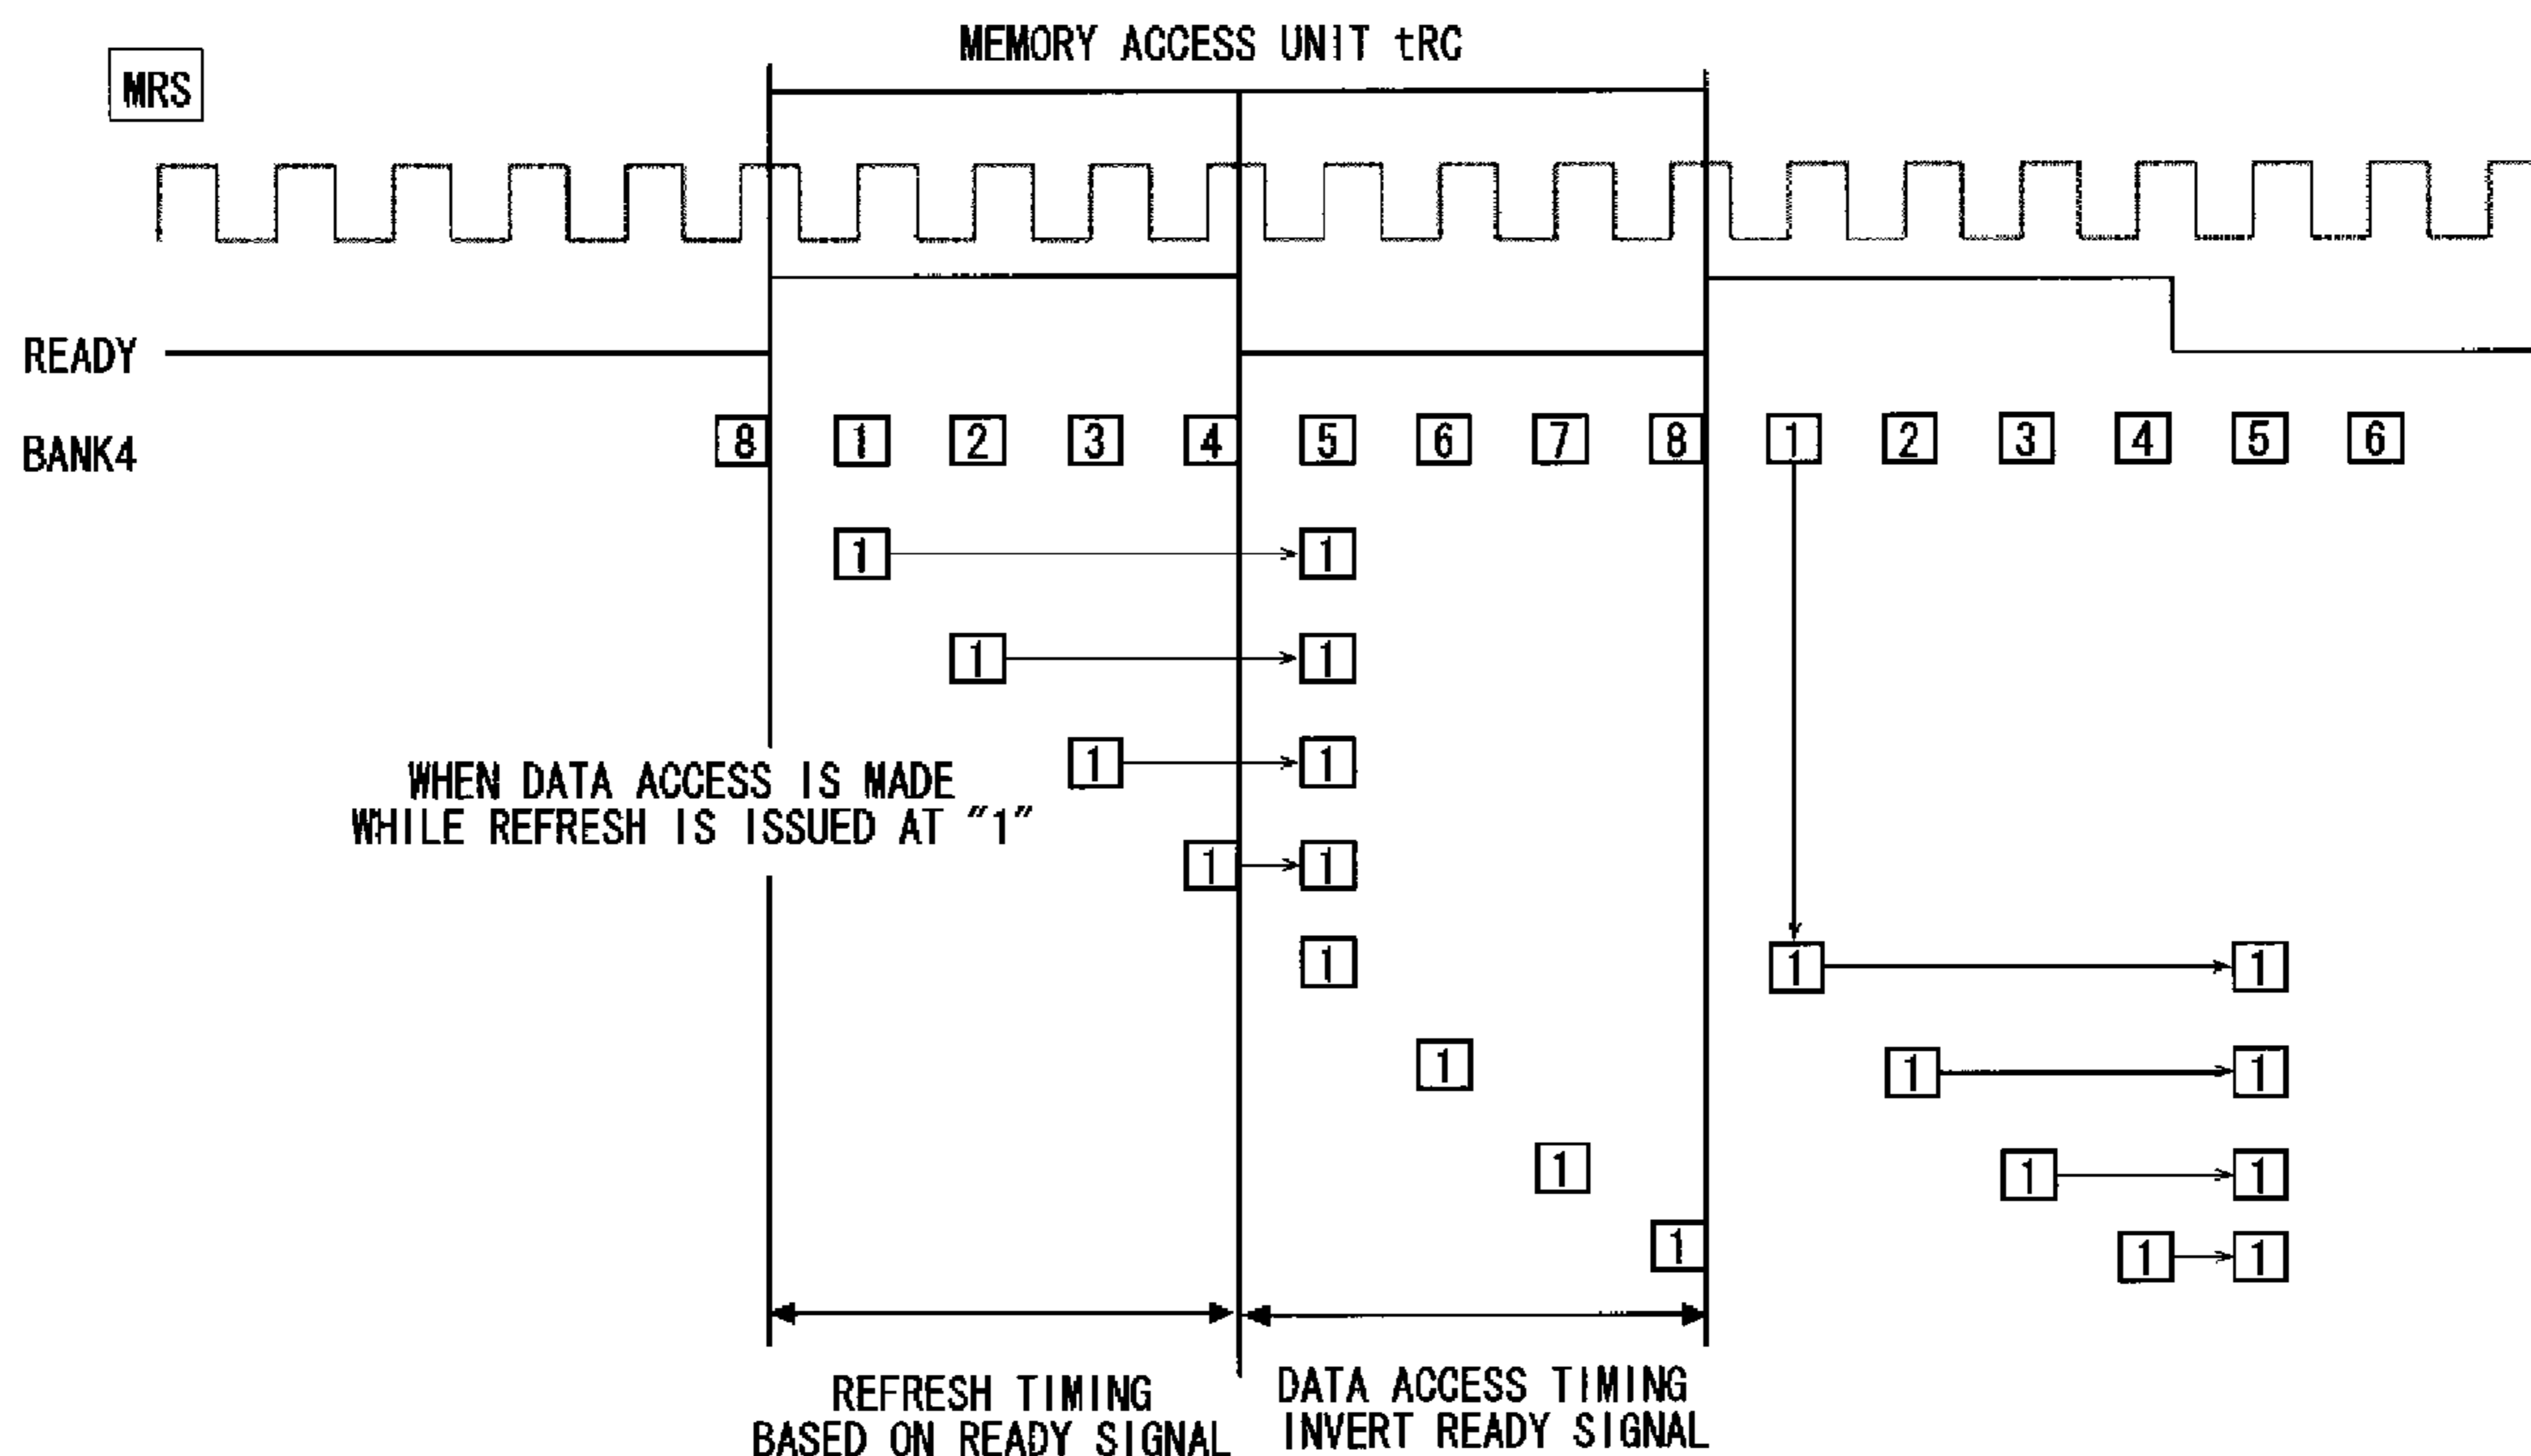 MEMORY ACCESS UNIT tRC
MRS
READY
BANK4
8 1 2 3 4 5 6 7 8 1 2 3 4 5 6
1 1
1 1
1 1
WHEN DATA ACCESS IS MADE
WHILE REFRESH IS ISSUED AT "1"
1 1
1 1 1
1 1 1
1 1 1
1 1 1
REFRESH TIMING
BASED ON READY SIGNAL
DATA ACCESS TIMING
INVERT READY SIGNAL